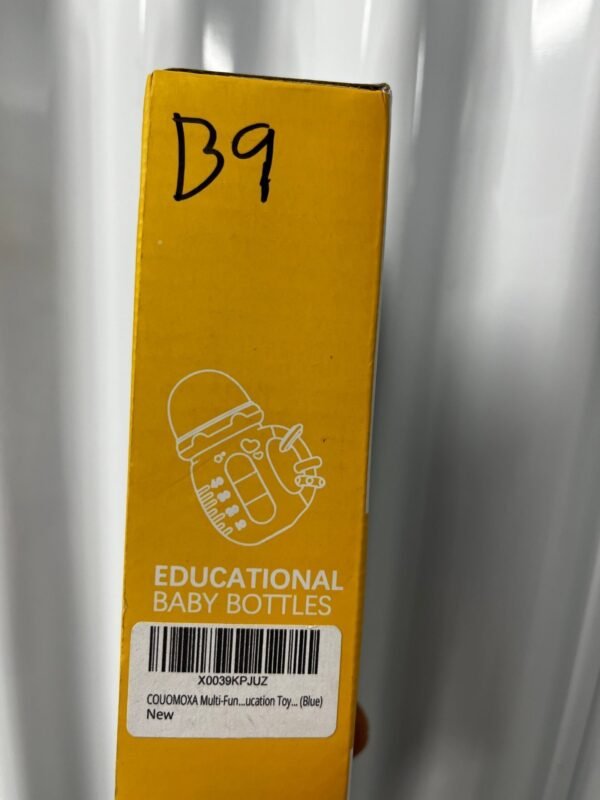 B9
EDUCATIONAL
BABY BOTTLES
X0039KPJUZ
COUOMOXA Multi-Fun...ucation Toy... (Blue)
New